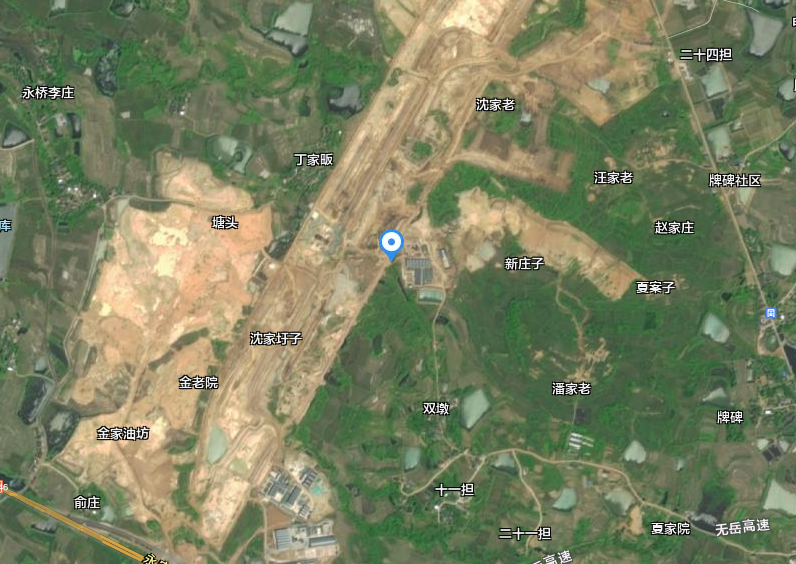 二十四担
永桥李庄
沈家老
丁家畈
汪家老
牌碑社区
库
塘头
赵家庄
新庄子
夏案子
沈家圩子
金老院
潘家老
双墩
牌碑
金家油坊
十一担
俞庄
二十一担
夏家院
无岳高速
高速